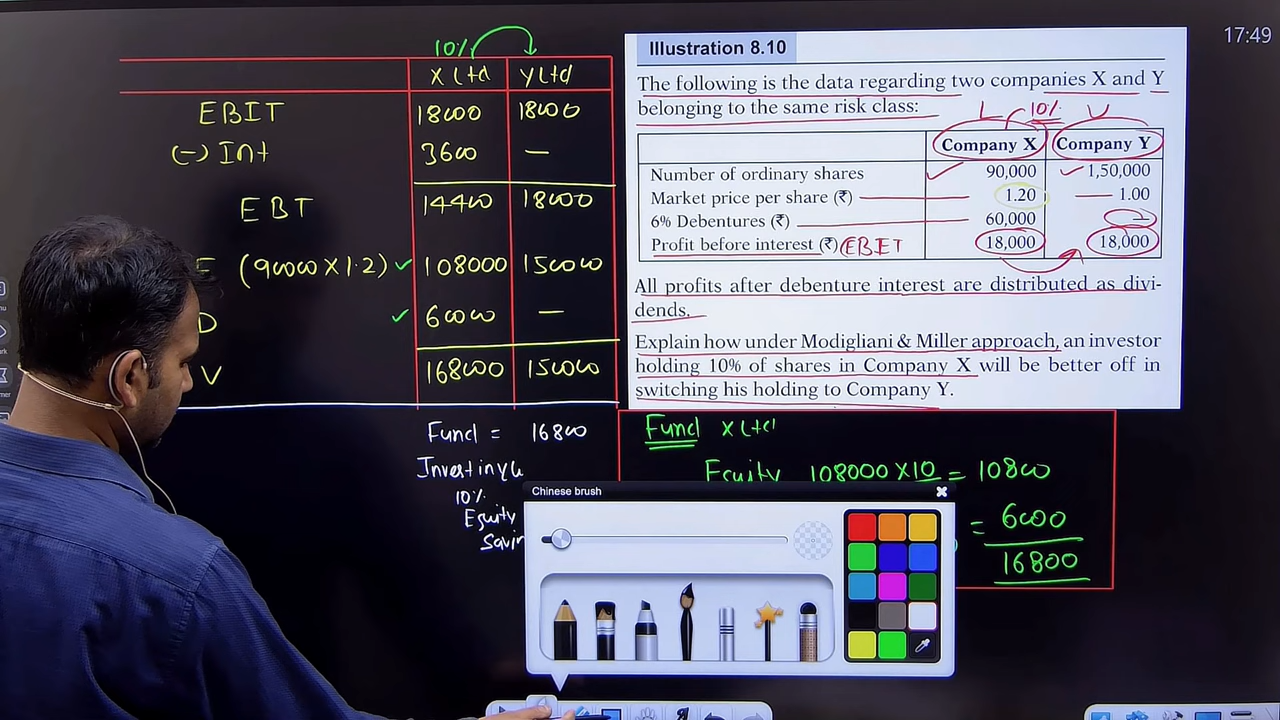 17:49
10%
X Ltd Y Ltd
EBIT 18000 18000
(-) Int 3600 —
EBT 14400 18000
E (90000 X 1.2) ✓ 108000 150000
✓ D 60000 —
V 168000 150000
Fund = 16800
Investing
10%
Equity
Savin
Illustration 8.10
The following is the data regarding two companies X and Y
belonging to the same risk class:
L 10% U
Company X Company Y
Number of ordinary shares ✓ 90,000 ✓ 1,50,000
Market price per share (₹) 1.20 1.00
6% Debentures (₹) 60,000 –
Profit before interest (₹) EBIT 18,000 18,000
All profits after debenture interest are distributed as divi-
dends.
Explain how under Modigliani & Miller approach, an investor
holding 10% of shares in Company X will be better off in
switching his holding to Company Y.
Fund X Ltd
Equity 108000 X 10 = 10800
= 6000
16800
Chinese brush